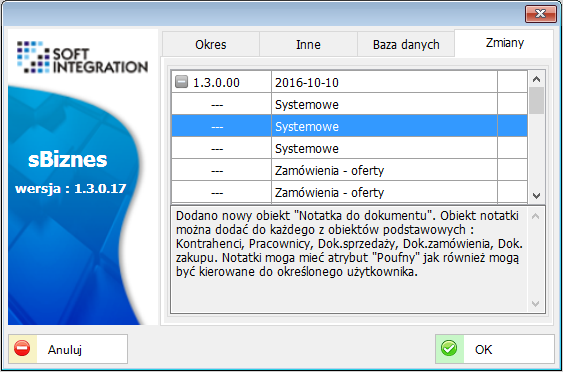 SOFT
INTEGRATION
sBiznes
wersja : 1.3.0.17
Okres Inne Baza danych Zmiany
1.3.0.00 2016-10-10
--- Systemowe
--- Systemowe
--- Systemowe
--- Zamówienia - oferty
--- Zamówienia - oferty
Dodano nowy obiekt "Notatka do dokumentu". Obiekt notatki
można dodać do każdego z obiektów podstawowych :
Kontrahenci, Pracownicy, Dok.sprzedaży, Dok.zamówienia, Dok.
zakupu. Notatki moga mieć atrybut "Poufny" jak również mogą
być kierowane do określonego użytkownika.
Anuluj OK